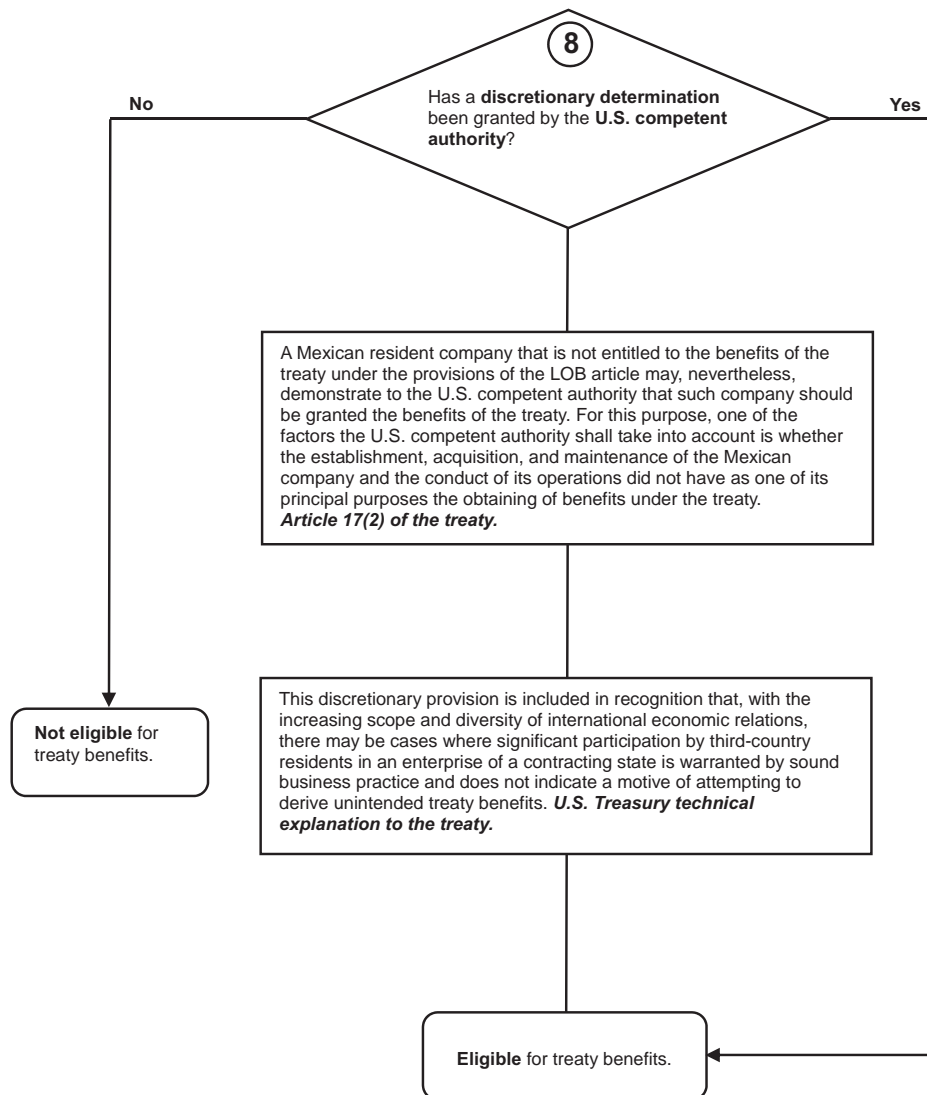 8
Has a discretionary determination
been granted by the U.S. competent
authority?
No
Yes
A Mexican resident company that is not entitled to the benefits of the
treaty under the provisions of the LOB article may, nevertheless,
demonstrate to the U.S. competent authority that such company should
be granted the benefits of the treaty. For this purpose, one of the
factors the U.S. competent authority shall take into account is whether
the establishment, acquisition, and maintenance of the Mexican
company and the conduct of its operations did not have as one of its
principal purposes the obtaining of benefits under the treaty.
Article 17(2) of the treaty.
This discretionary provision is included in recognition that, with the
increasing scope and diversity of international economic relations,
there may be cases where significant participation by third-country
residents in an enterprise of a contracting state is warranted by sound
business practice and does not indicate a motive of attempting to
derive unintended treaty benefits. U.S. Treasury technical
explanation to the treaty.
Not eligible for
treaty benefits.
Eligible for treaty benefits.